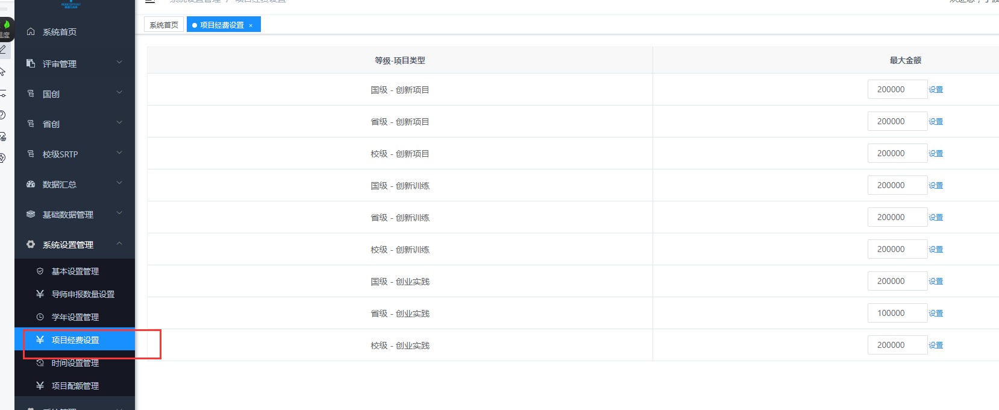 系统设置管理 / 项目经费设置
系统首页
项目经费设置 ×
温度
系统首页
评审管理
国创
省创
校级SRTP
数据汇总
基础数据管理
系统设置管理
基本设置管理
导师申报数量设置
学年设置管理
项目经费设置
时间设置管理
项目配额管理
系统管理
等级-项目类型 最大金额
国级 - 创新项目 200000 设置
省级 - 创新项目 200000 设置
校级 - 创新项目 200000 设置
国级 - 创新训练 200000 设置
省级 - 创新训练 200000 设置
校级 - 创新训练 200000 设置
国级 - 创业实践 200000 设置
省级 - 创业实践 100000 设置
校级 - 创业实践 200000 设置